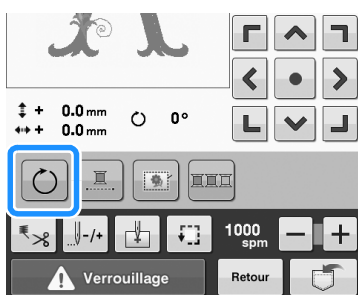 + 0.0 mm 0°
+ 0.0 mm
1000
spm
-/+
Verrouillage
Retour